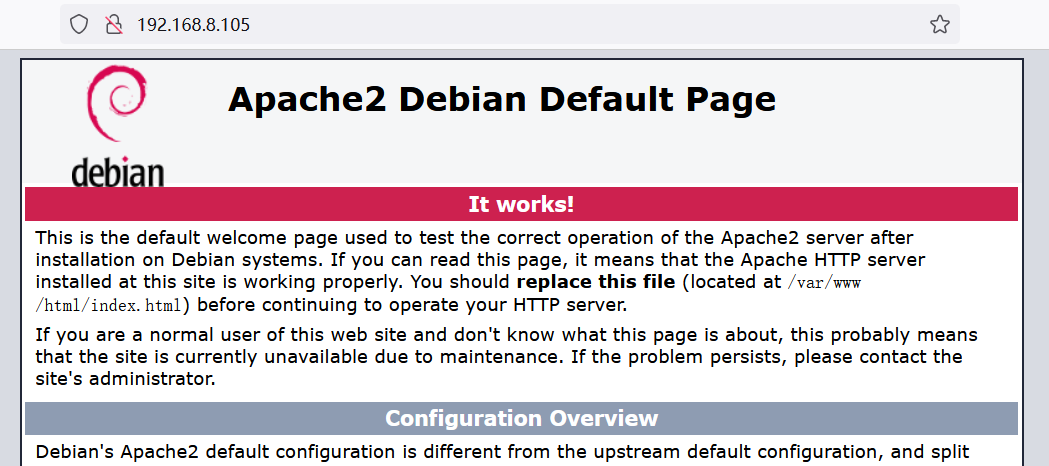 192.168.8.105
Apache2 Debian Default Page
debian
It works!
This is the default welcome page used to test the correct operation of the Apache2 server after
installation on Debian systems. If you can read this page, it means that the Apache HTTP server
installed at this site is working properly. You should replace this file (located at /var/www
/html/index.html) before continuing to operate your HTTP server.
If you are a normal user of this web site and don't know what this page is about, this probably means
that the site is currently unavailable due to maintenance. If the problem persists, please contact the
site's administrator.
Configuration Overview
Debian's Apache2 default configuration is different from the upstream default configuration, and split